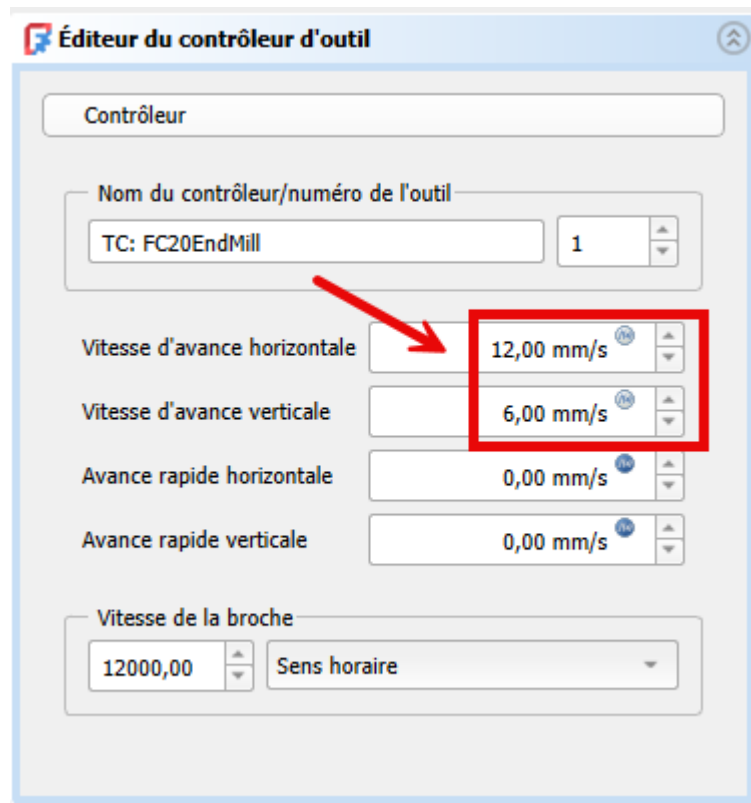 Éditeur du contrôleur d'outil
Contrôleur
Nom du contrôleur/numéro de l'outil
TC: FC20EndMill 1
Vitesse d'avance horizontale 12,00 mm/s
Vitesse d'avance verticale 6,00 mm/s
Avance rapide horizontale 0,00 mm/s
Avance rapide verticale 0,00 mm/s
Vitesse de la broche
12000,00 Sens horaire